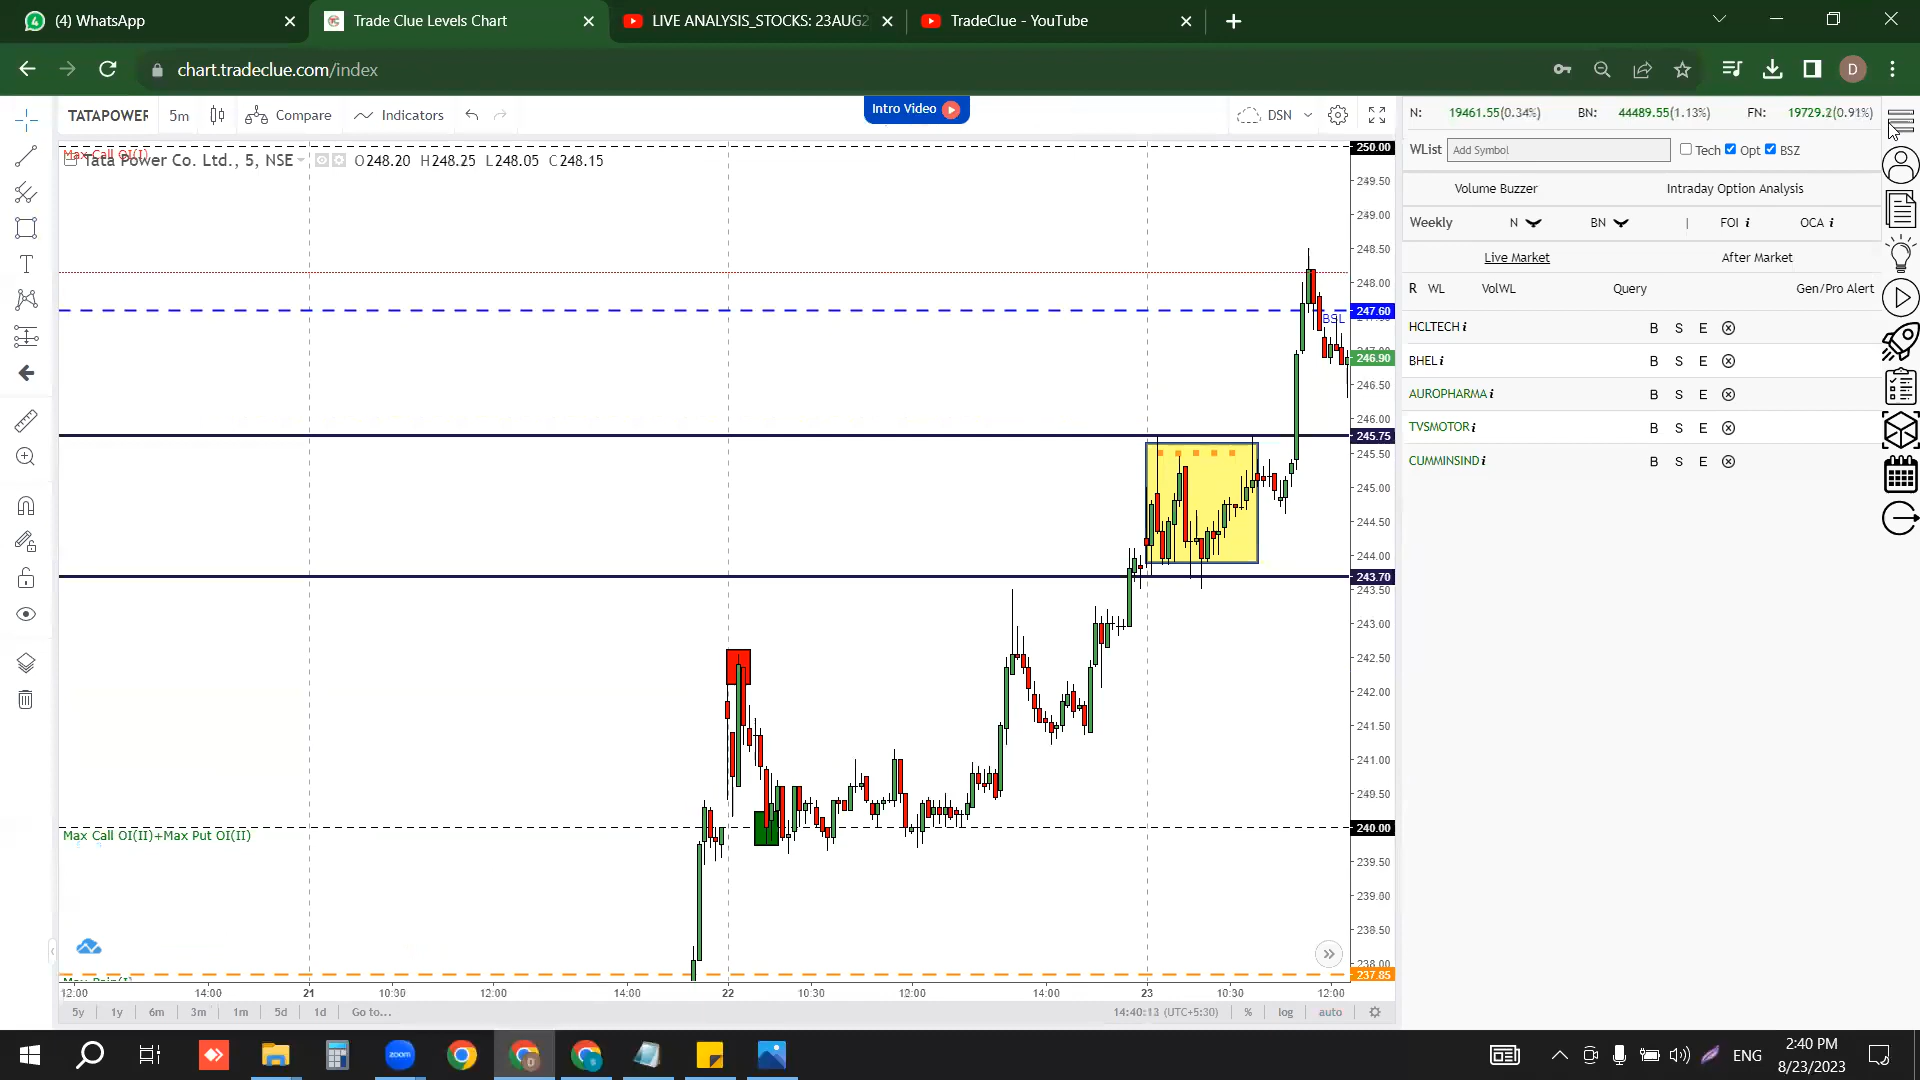 (4) WhatsApp
Trade Clue Levels Chart
LIVE ANALYSIS_STOCKS: 23AUG2
TradeClue - YouTube
chart.tradeclue.com/index
D
TATAPOWER
5m
Compare
Indicators
Intro Video
DSN
N: 19461.55(0.34%) BN: 44489.55(1.13%) FN: 19729.2(0.91%)
Max Call OI(I)
Tata Power Co. Ltd., 5, NSE O248.20 H248.25 L248.05 C248.15
WList Add Symbol Tech Opt BSZ
Volume Buzzer Intraday Option Analysis
Weekly N BN | FOI i OCA i
Live Market After Market
R WL VolWL Query Gen/Pro Alert
HCLTECH i B S E
BHEL i B S E
AUROPHARMA i B S E
TVSMOTOR i B S E
CUMMINSIND i B S E
250.00
249.50
249.00
248.50
248.00
247.60
BSL
246.90
246.50
246.00
245.75
245.50
245.00
244.50
244.00
243.70
243.50
243.00
242.50
242.00
241.50
241.00
240.50
240.00
Max Call OI(II)+Max Put OI(II)
239.50
239.00
238.50
238.00
237.85
12:00 14:00 21 10:30 12:00 14:00 22 10:30 12:00 14:00 23 10:30 12:00
5y 1y 6m 3m 1m 5d 1d Go to... 14:40:13 (UTC+5:30) % log auto
zoom
ENG
2:40 PM
8/23/2023